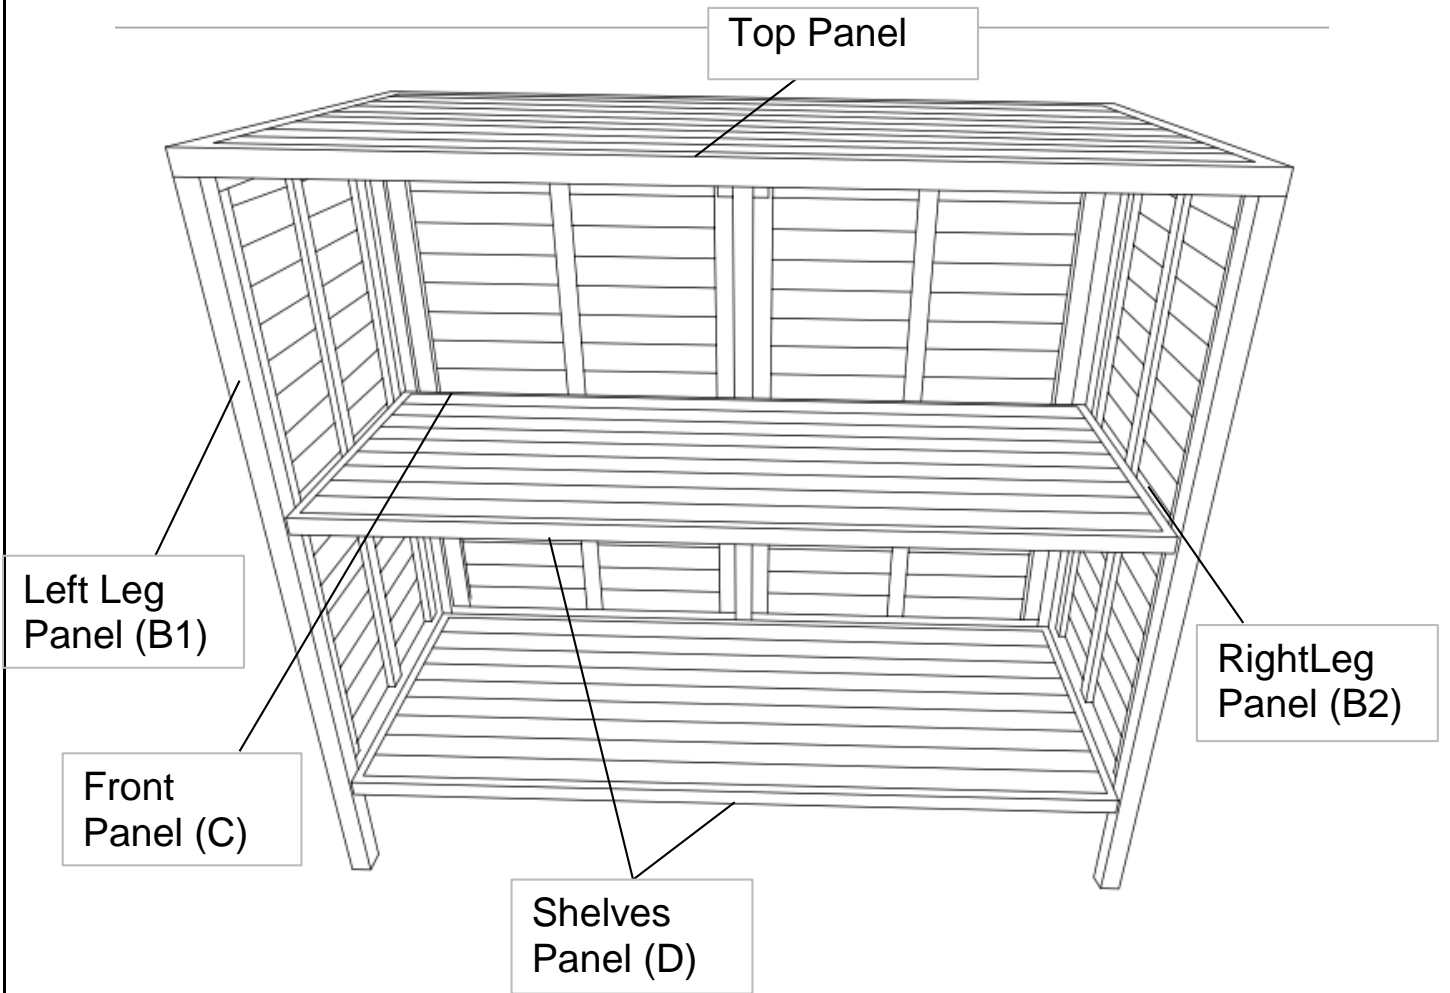 Top Panel
Left Leg
Panel (B1)
RightLeg
Panel (B2)
Front
Panel (C)
Shelves
Panel (D)